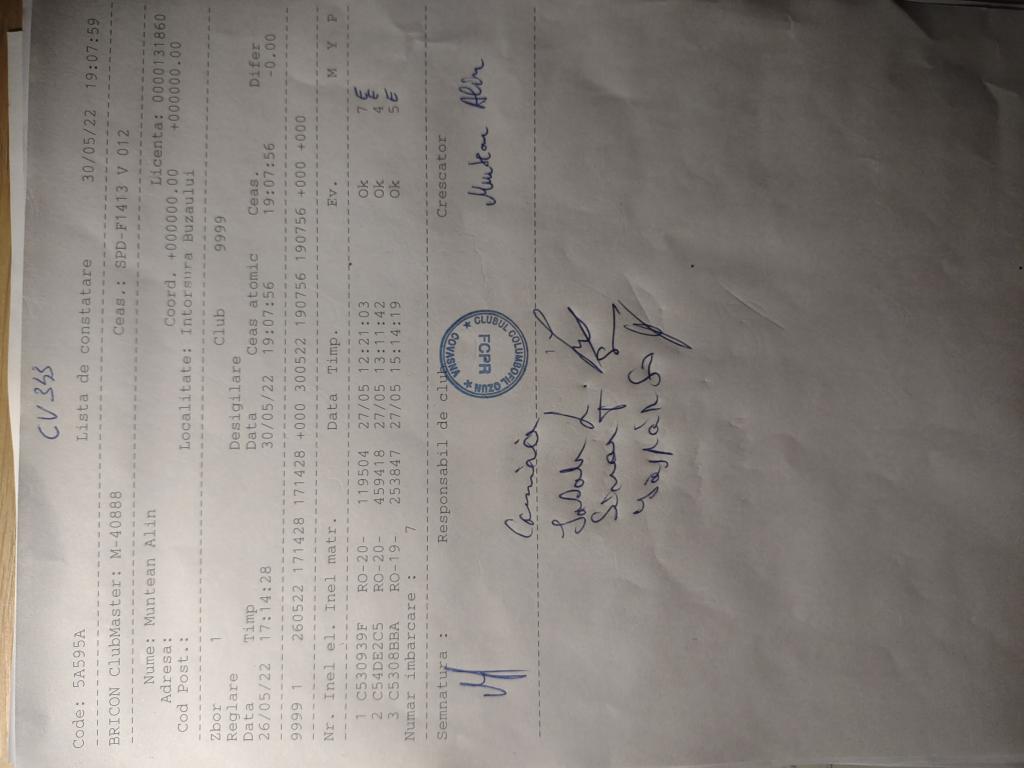 CV 343
Code: 5A595A Lista de constatare 30/05/22 19:07:59
BRICON ClubMaster: M-40888 Ceas.: SPD-F1413 V 012
Nume: Muntean Alin Licenta: 0000131860
Adresa: Coord. +000000.00 +000000.00
Cod Post.: Localitate: Intorsura Buzaului
Zbor 1 Club 9999
Reglare Desigilare
Data Timp Data Ceas atomic Ceas. Difer
26/05/22 17:14:28 30/05/22 19:07:56 19:07:56 -0.00
9999 1 260522 171428 171428 +000 300522 190756 190756 +000 +000
Nr. Inel el. Inel matr. Data Timp. Ev. M Y P
1 C530939F RO-20- 119504 27/05 12:21:03 Ok 7 E
2 C54DE2C5 RO-20- 459418 27/05 13:11:42 Ok 4 E
3 C5308BBA RO-19- 253847 27/05 15:14:19 Ok 5 E
Numar imbarcare : 7
Semnatura : Responsabil de club Crescator
COVASNA ★ CLUBUL COLUMBOFIL OZUN ★
FCPR
Muntean Alin
1